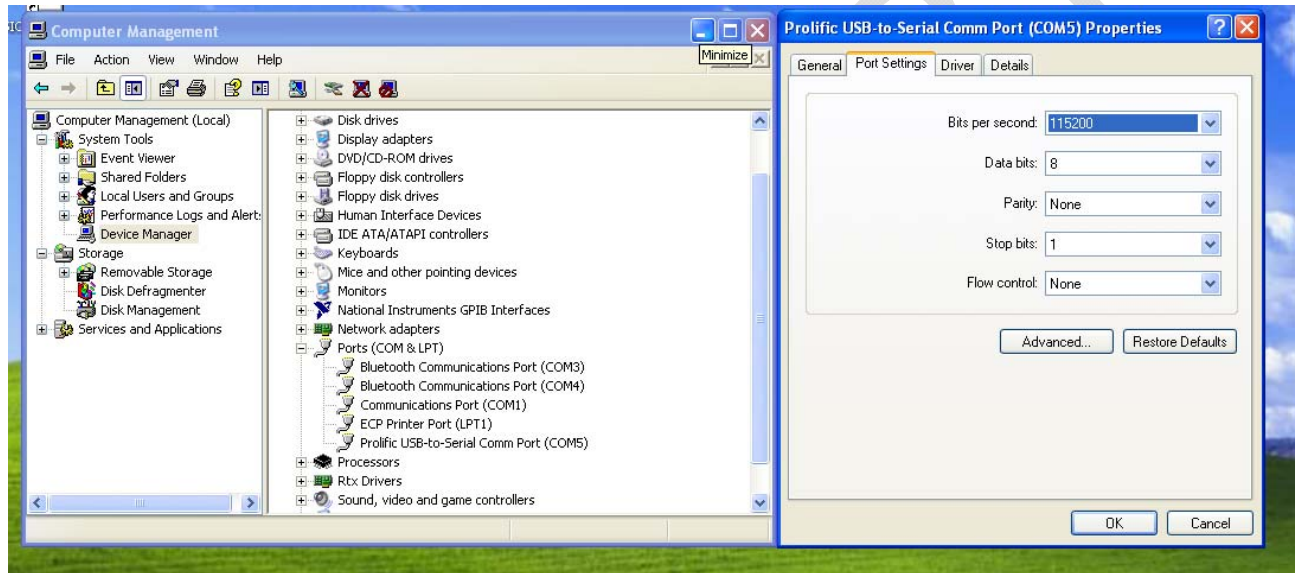 Computer Management
Minimize
File Action View Window Help
Computer Management (Local)
System Tools
Event Viewer
Shared Folders
Local Users and Groups
Performance Logs and Alert:
Device Manager
Storage
Removable Storage
Disk Defragmenter
Disk Management
Services and Applications
Disk drives
Display adapters
DVD/CD-ROM drives
Floppy disk controllers
Floppy disk drives
Human Interface Devices
IDE ATA/ATAPI controllers
Keyboards
Mice and other pointing devices
Monitors
National Instruments GPIB Interfaces
Network adapters
Ports (COM & LPT)
Bluetooth Communications Port (COM3)
Bluetooth Communications Port (COM4)
Communications Port (COM1)
ECP Printer Port (LPT1)
Prolific USB-to-Serial Comm Port (COM5)
Processors
Rtx Drivers
Sound, video and game controllers
Prolific USB-to-Serial Comm Port (COM5) Properties
General Port Settings Driver Details
Bits per second: 115200
Data bits: 8
Parity: None
Stop bits: 1
Flow control: None
Advanced... Restore Defaults
OK Cancel